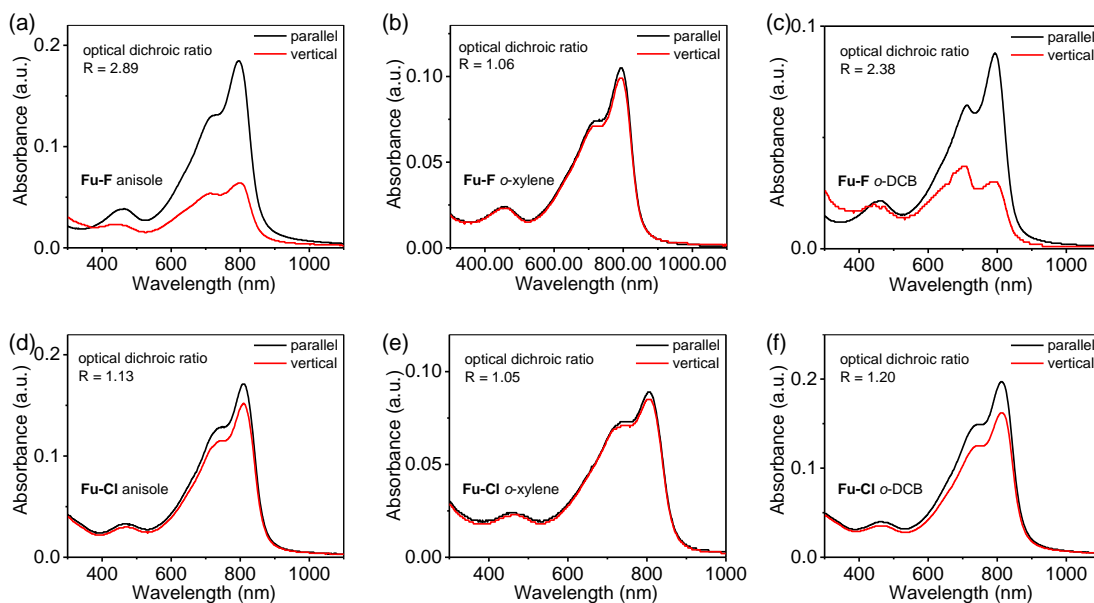 (a)
0.2
0.1
0.0
Absorbance (a.u.)
optical dichroic ratio
R = 2.89
parallel
vertical
Fu-F anisole
400 600 800 1000
Wavelength (nm)
(b)
0.10
0.05
0.00
Absorbance (a.u.)
optical dichroic ratio
R = 1.06
parallel
vertical
Fu-F o-xylene
400.00 600.00 800.00 1000.00
Wavelength (nm)
(c)
0.1
0.0
Absorbance (a.u.)
optical dichroic ratio
R = 2.38
parallel
vertical
Fu-F o-DCB
400 600 800 1000
Wavelength (nm)
(d)
0.2
0.1
0.0
Absorbance (a.u.)
optical dichroic ratio
R = 1.13
parallel
vertical
Fu-Cl anisole
400 600 800 1000
Wavelength (nm)
(e)
0.10
0.05
0.00
Absorbance (a.u.)
optical dichroic ratio
R = 1.05
parallel
vertical
Fu-Cl o-xylene
400 600 800 1000
Wavelength (nm)
(f)
0.2
0.1
0.0
Absorbance (a.u.)
optical dichroic ratio
R = 1.20
parallel
vertical
Fu-Cl o-DCB
400 600 800 1000
Wavelength (nm)